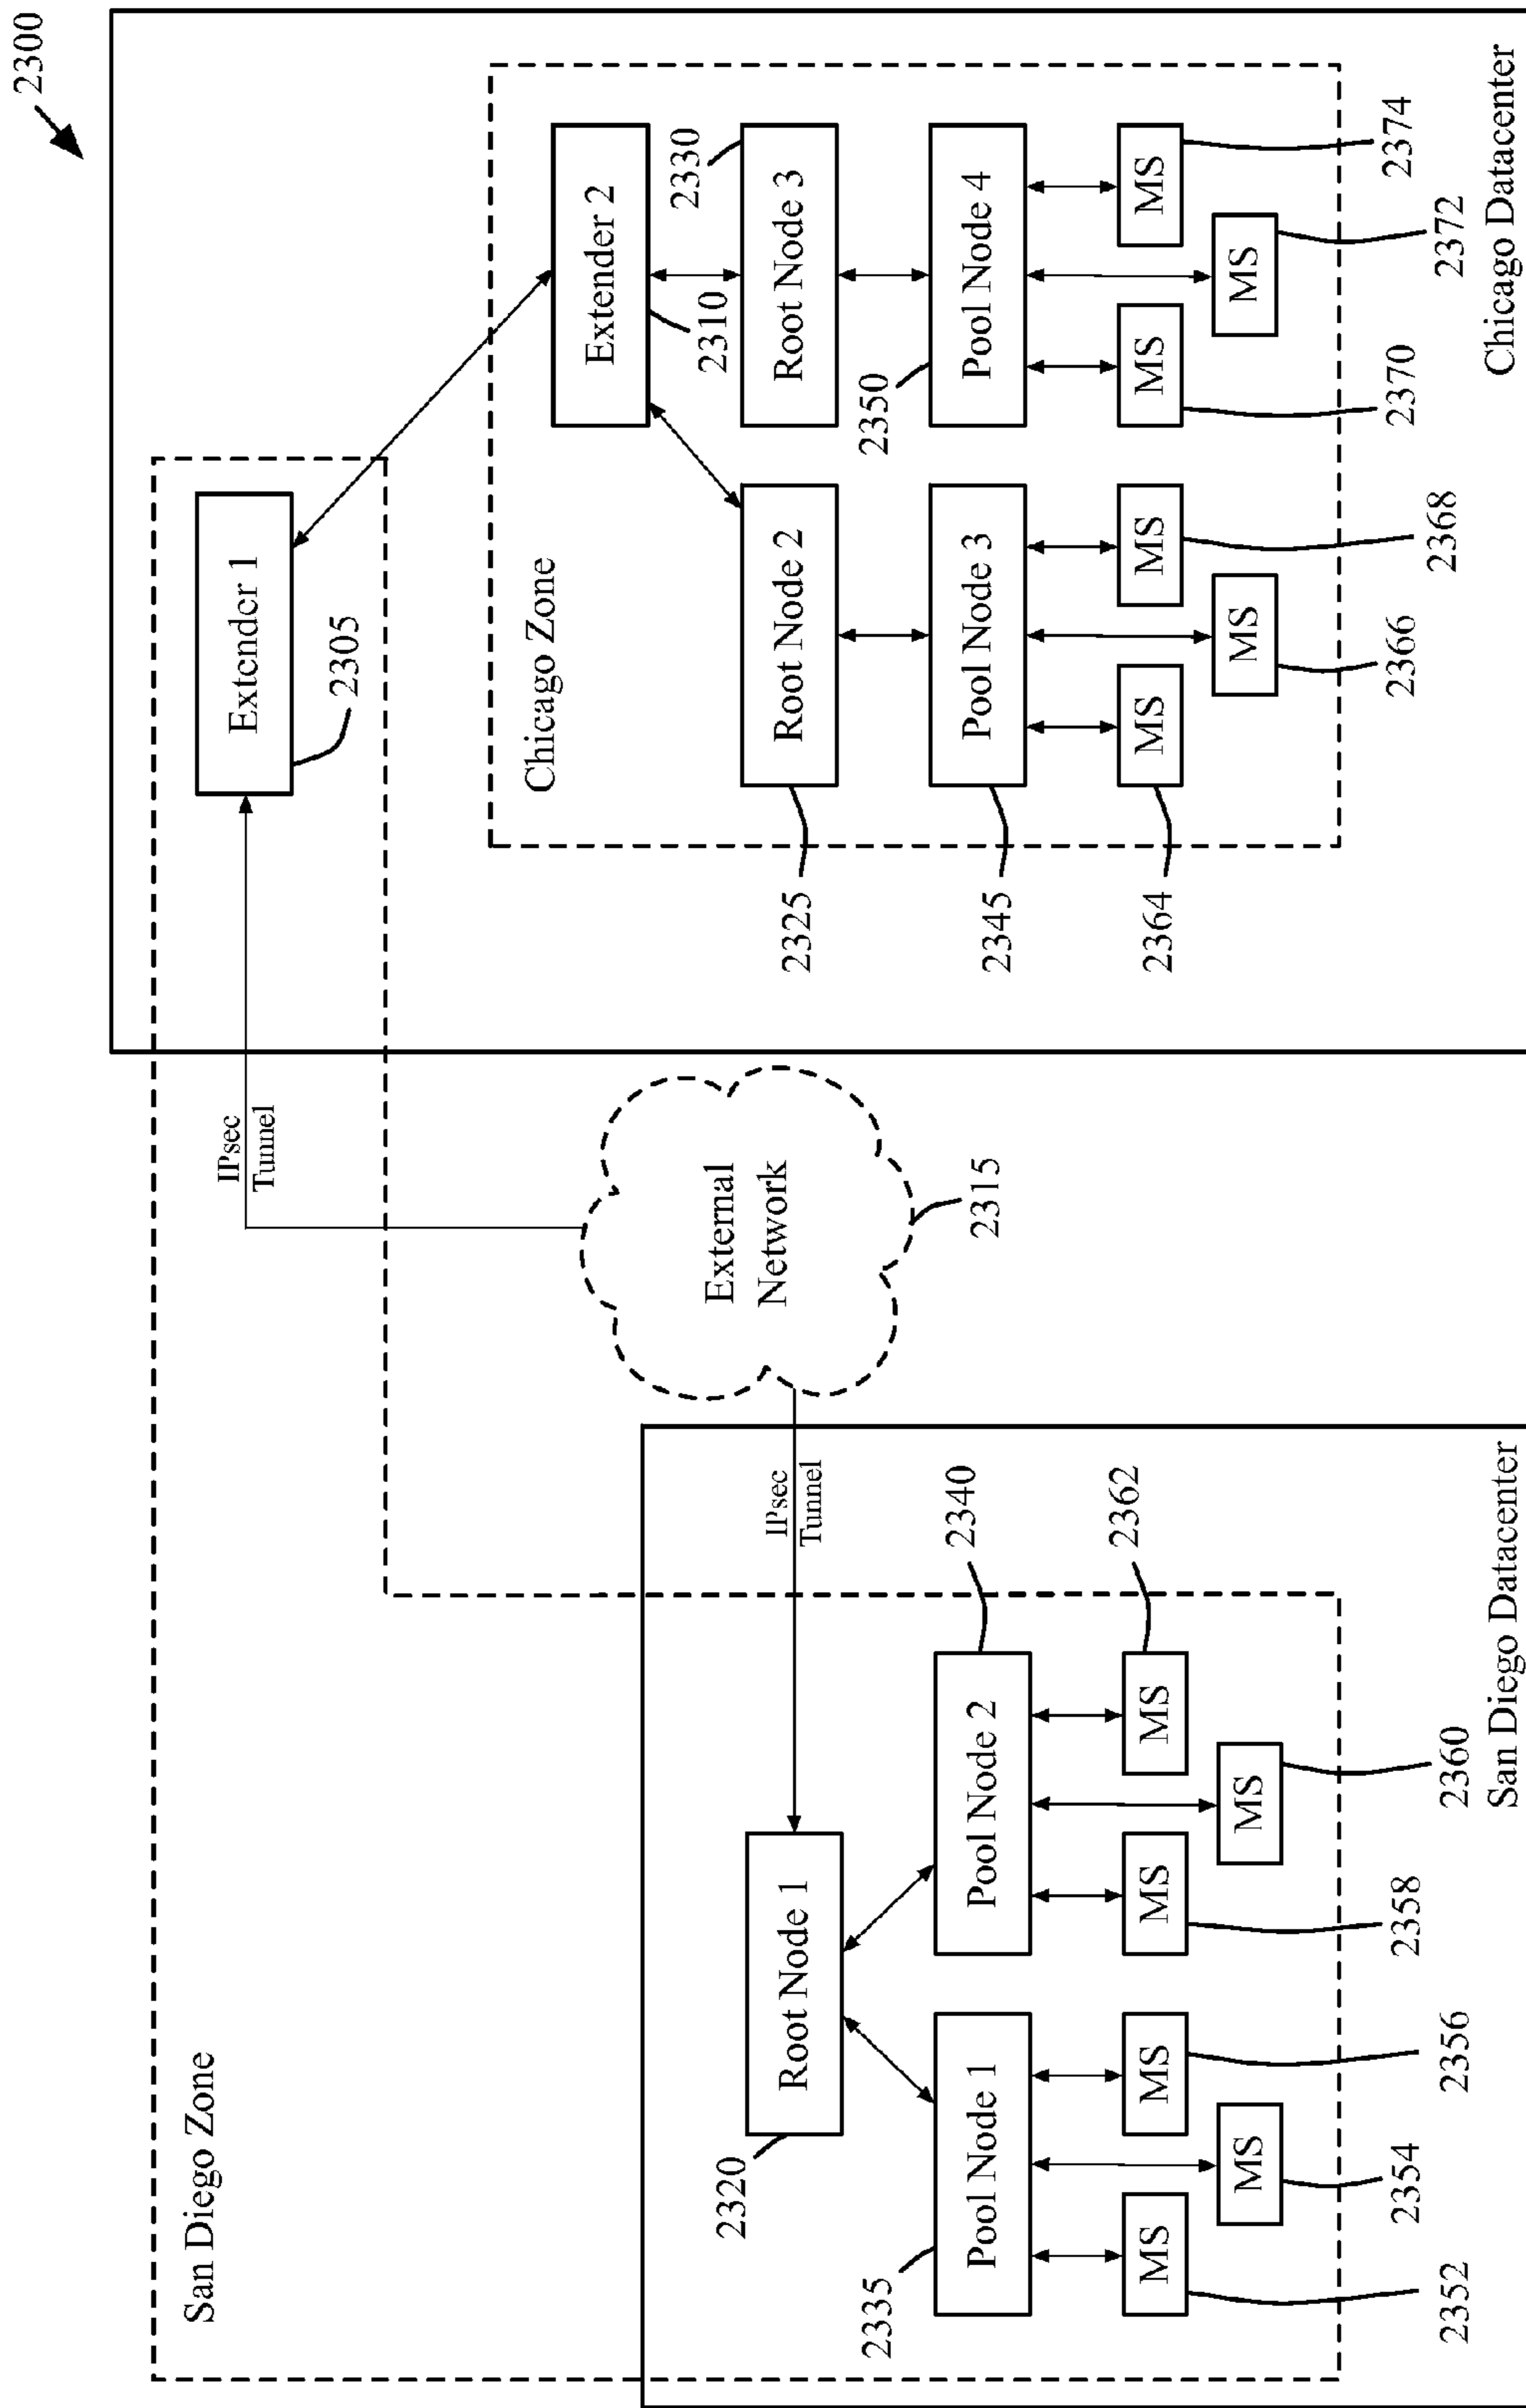 2300
San Diego Zone
IPsec
Tunnel
Extender 1
2305
Chicago Zone
Extender 2
2310
External
Network
2315
IPsec
Tunnel
Root Node 1
2320
Root Node 2
2325
Root Node 3
2330
Pool Node 1
2335
Pool Node 2
2340
Pool Node 3
2345
Pool Node 4
2350
MS
MS
MS
MS
MS
MS
MS
MS
MS
MS
MS
MS
2352
2354
2356
2358
2360
2362
2364
2366
2368
2370
2372
2374
San Diego Datacenter
Chicago Datacenter